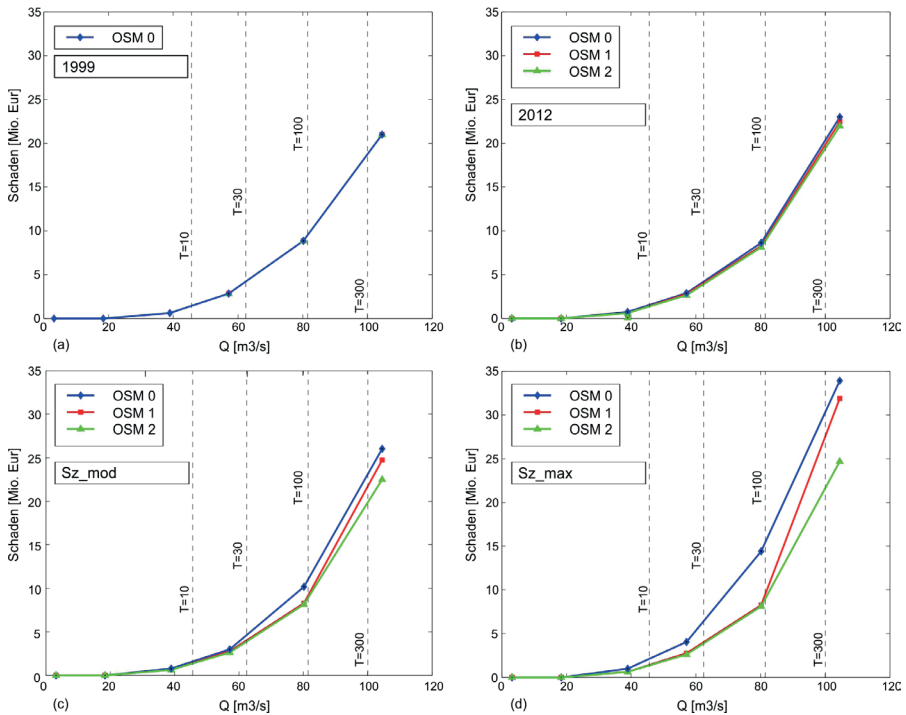 35
30
25
20
15
10
5
0
Schaden [Mio. Eur]
OSM 0
1999
T=10
T=30
T=100
T=300
0 20 40 60 80 100 120
(a)
Q [m3/s]
35
30
25
20
15
10
5
0
Schaden [Mio. Eur]
OSM 0
OSM 1
OSM 2
2012
T=10
T=30
T=100
T=300
0 20 40 60 80 100 120
(b)
Q [m3/s]
35
30
25
20
15
10
5
0
Schaden [Mio. Eur]
OSM 0
OSM 1
OSM 2
Sz_mod
T=10
T=30
T=100
T=300
0 20 40 60 80 100 120
(c)
Q [m3/s]
35
30
25
20
15
10
5
0
Schaden [Mio. Eur]
OSM 0
OSM 1
OSM 2
Sz_max
T=10
T=30
T=100
T=300
0 20 40 60 80 100 120
(d)
Q [m3/s]